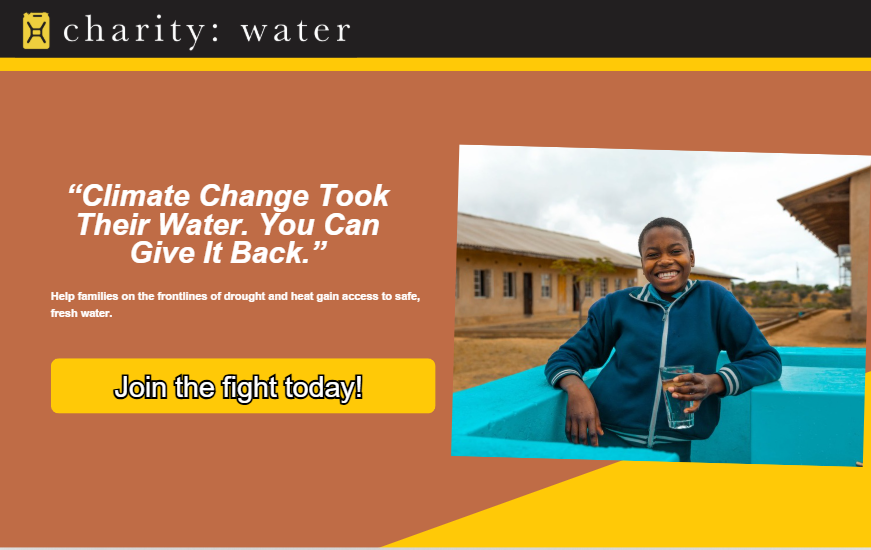 charity: water
“Climate Change Took
Their Water. You Can
Give It Back.”
Help families on the frontlines of drought and heat gain access to safe,
fresh water.
Join the fight today!